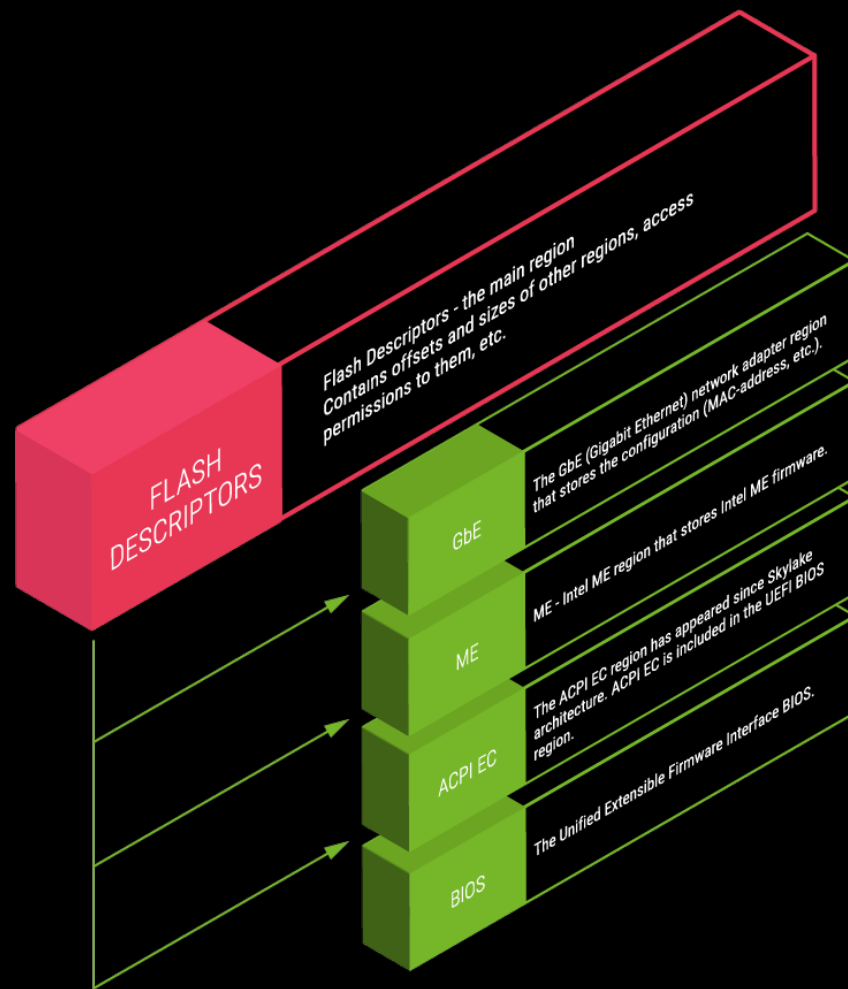 Flash Descriptors - the main region
Contains offsets and sizes of other regions, access
permissions to them, etc.
FLASH
DESCRIPTORS
GbE
The GbE (Gigabit Ethernet) network adapter region
that stores the configuration (MAC-address, etc.).
ME
ME - Intel ME region that stores Intel ME firmware.
ACPI EC
The ACPI EC region has appeared since Skylake
architecture. ACPI EC is included in the UEFI BIOS
region.
BIOS
The Unified Extensible Firmware Interface BIOS.